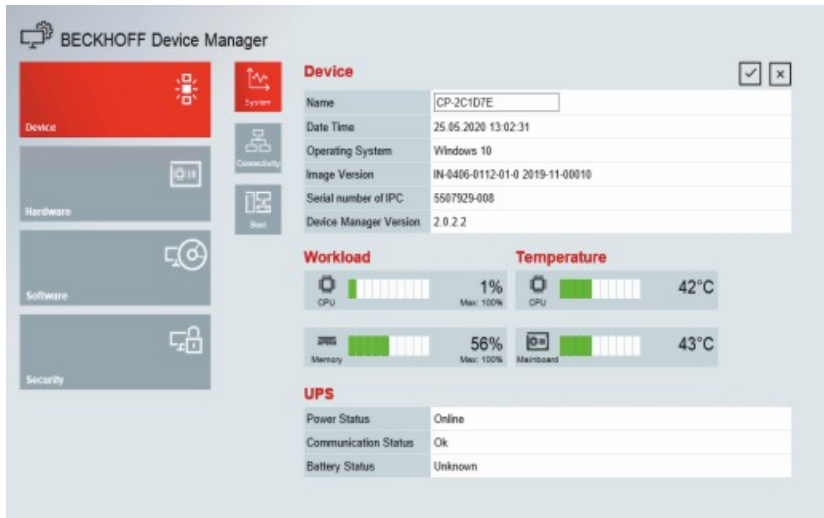 BECKHOFF Device Manager
Device
Hardware
Software
Security
System
Connectivity
Boot
Device
Name CP-2C1D7E
Date Time 25.05.2020 13:02:31
Operating System Windows 10
Image Version IN-0406-0112-01-0 2019-11-00010
Serial number of IPC 5507929-008
Device Manager Version 2.0.2.2
Workload
CPU 1%
Max: 100%
Memory 56%
Max: 100%
Temperature
CPU 42°C
Mainboard 43°C
UPS
Power Status Online
Communication Status Ok
Battery Status Unknown